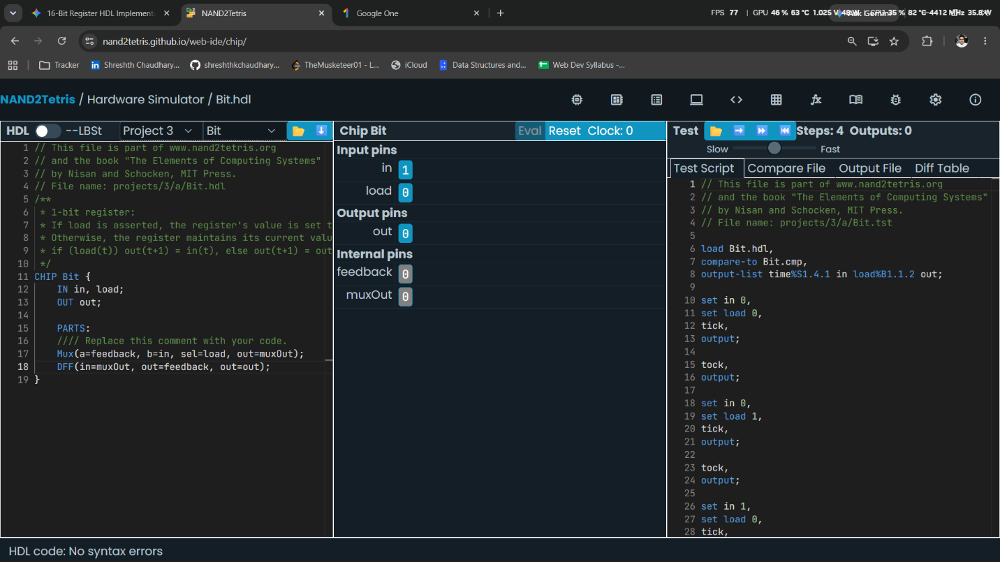 16-Bit Register HDL Implement
NAND2Tetris
Google One
FPS 77 | GPU 46 % 63 °C 1.025 V 48 W 35 % 82 °C 4412 MHz 35.8 W
Ask Gemini
nand2tetris.github.io/web-ide/chip/
Tracker
Shreshth Chaudhary...
shreshthkchaudhary...
TheMusketeer01 - L...
iCloud
Data Structures and...
Web Dev Syllabus -...
NAND2Tetris / Hardware Simulator / Bit.hdl
HDL --LBSt Project 3 Bit
1 // This file is part of www.nand2tetris.org
2 // and the book "The Elements of Computing Systems"
3 // by Nisan and Schocken, MIT Press.
4 // File name: projects/3/a/Bit.hdl
5 /**
6 * 1-bit register:
7 * If load is asserted, the register's value is set t
8 * Otherwise, the register maintains its current valu
9 * if (load(t)) out(t+1) = in(t), else out(t+1) = out
10 */
11 CHIP Bit {
12 IN in, load;
13 OUT out;
14
15 PARTS:
16 //// Replace this comment with your code.
17 Mux(a=feedback, b=in, sel=load, out=muxOut);
18 DFF(in=muxOut, out=feedback, out=out);
19 }
Chip Bit Eval Reset Clock: 0
Input pins
in 1
load 0
Output pins
out 0
Internal pins
feedback 0
muxOut 0
Test Steps: 4 Outputs: 0
Slow Fast
Test Script Compare File Output File Diff Table
1 // This file is part of www.nand2tetris.org
2 // and the book "The Elements of Computing Systems"
3 // by Nisan and Schocken, MIT Press.
4 // File name: projects/3/a/Bit.tst
5
6 load Bit.hdl,
7 compare-to Bit.cmp,
8 output-list time%S1.4.1 in load%B1.1.2 out;
9
10 set in 0,
11 set load 0,
12 tick,
13 output;
14
15 tock,
16 output;
17
18 set in 0,
19 set load 1,
20 tick,
21 output;
22
23 tock,
24 output;
25
26 set in 1,
27 set load 0,
28 tick,
HDL code: No syntax errors